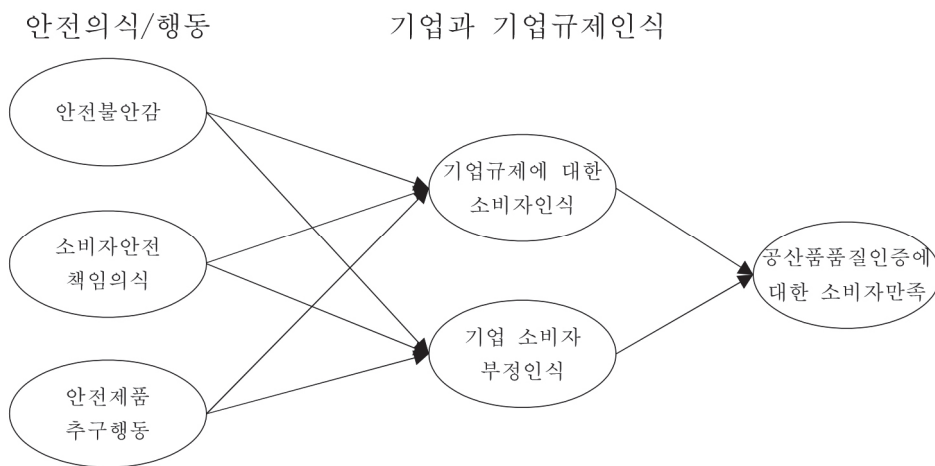 안전의식/행동
기업과 기업규제인식
안전불안감
기업규제에 대한
소비자인식
소비자안전
책임의식
공산품품질인증에
대한 소비자만족
기업 소비자
부정인식
안전제품
추구행동